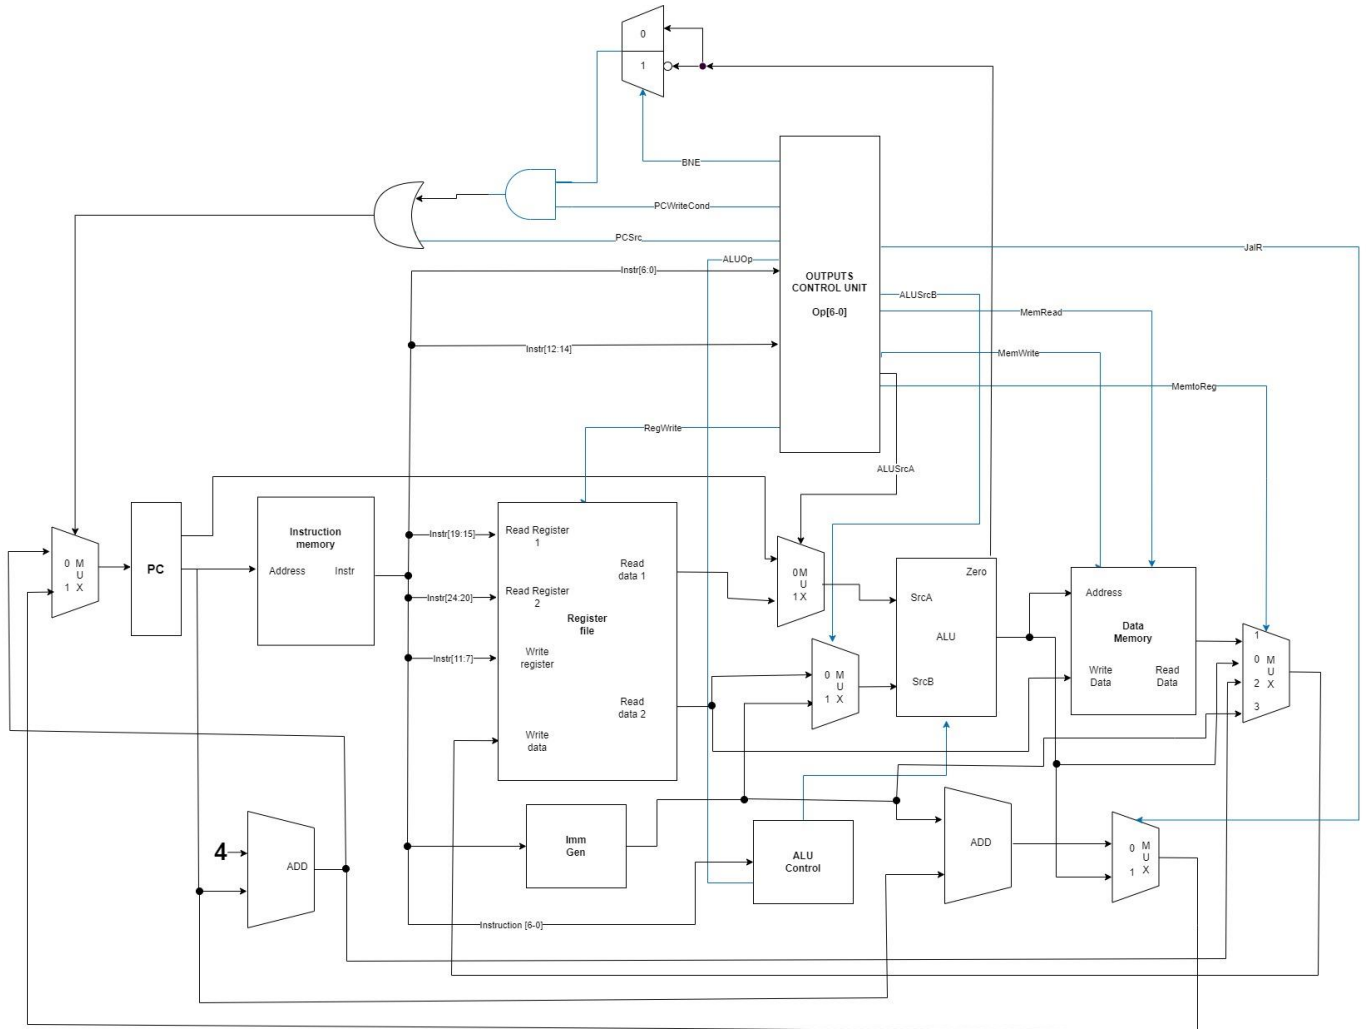 0
1
BNE
PCWriteCond
PCSrc
ALUOp
Instr[6:0]
Instr[12:14]
RegWrite
OUTPUTS
CONTROL UNIT
Op[6-0]
JalR
ALUSrcB
MemRead
MemWrite
MemtoReg
ALUSrcA
0 M
U
1 X
PC
Instruction
memory
Address
Instr
Instr[19:15]
Instr[24:20]
Instr[11:7]
Read Register
1
Read Register
2
Register
file
Write
register
Write
data
Read
data 1
Read
data 2
0M
U
1X
0 M
U
1 X
Zero
SrcA
ALU
SrcB
Address
Data
Memory
Write
Data
Read
Data
1
0 M
U
2 X
3
4
ADD
Imm
Gen
ALU
Control
Instruction [6-0]
ADD
0 M
U
1 X